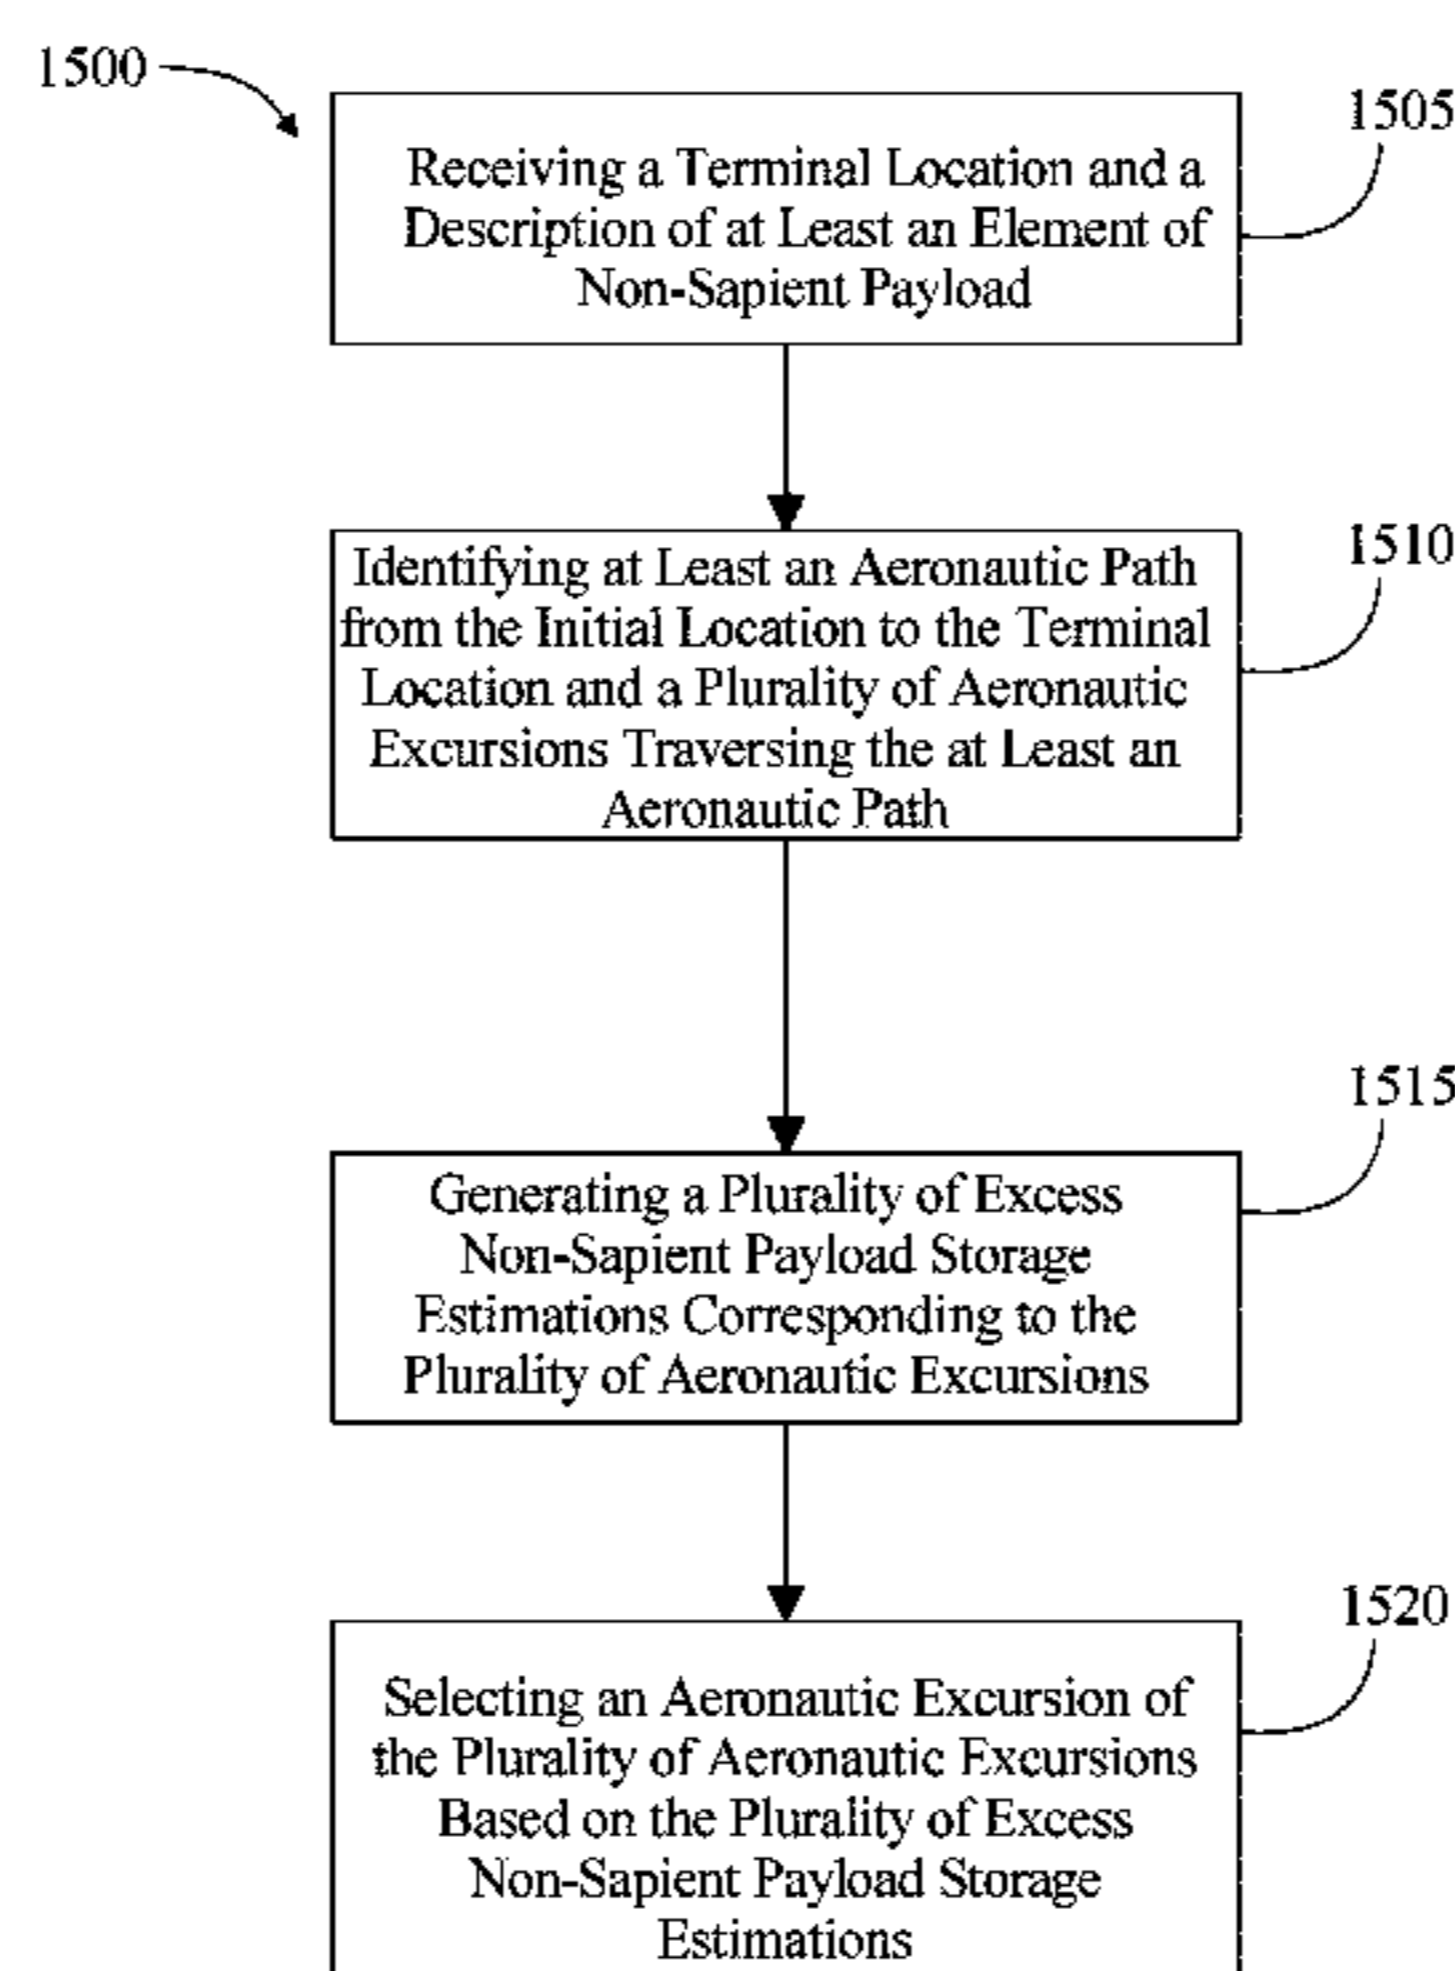 1500
1505
Receiving a Terminal Location and a
Description of at Least an Element of
Non-Sapient Payload
1510
Identifying at Least an Aeronautic Path
from the Initial Location to the Terminal
Location and a Plurality of Aeronautic
Excursions Traversing the at Least an
Aeronautic Path
1515
Generating a Plurality of Excess
Non-Sapient Payload Storage
Estimations Corresponding to the
Plurality of Aeronautic Excursions
1520
Selecting an Aeronautic Excursion of
the Plurality of Aeronautic Excursions
Based on the Plurality of Excess
Non-Sapient Payload Storage
Estimations